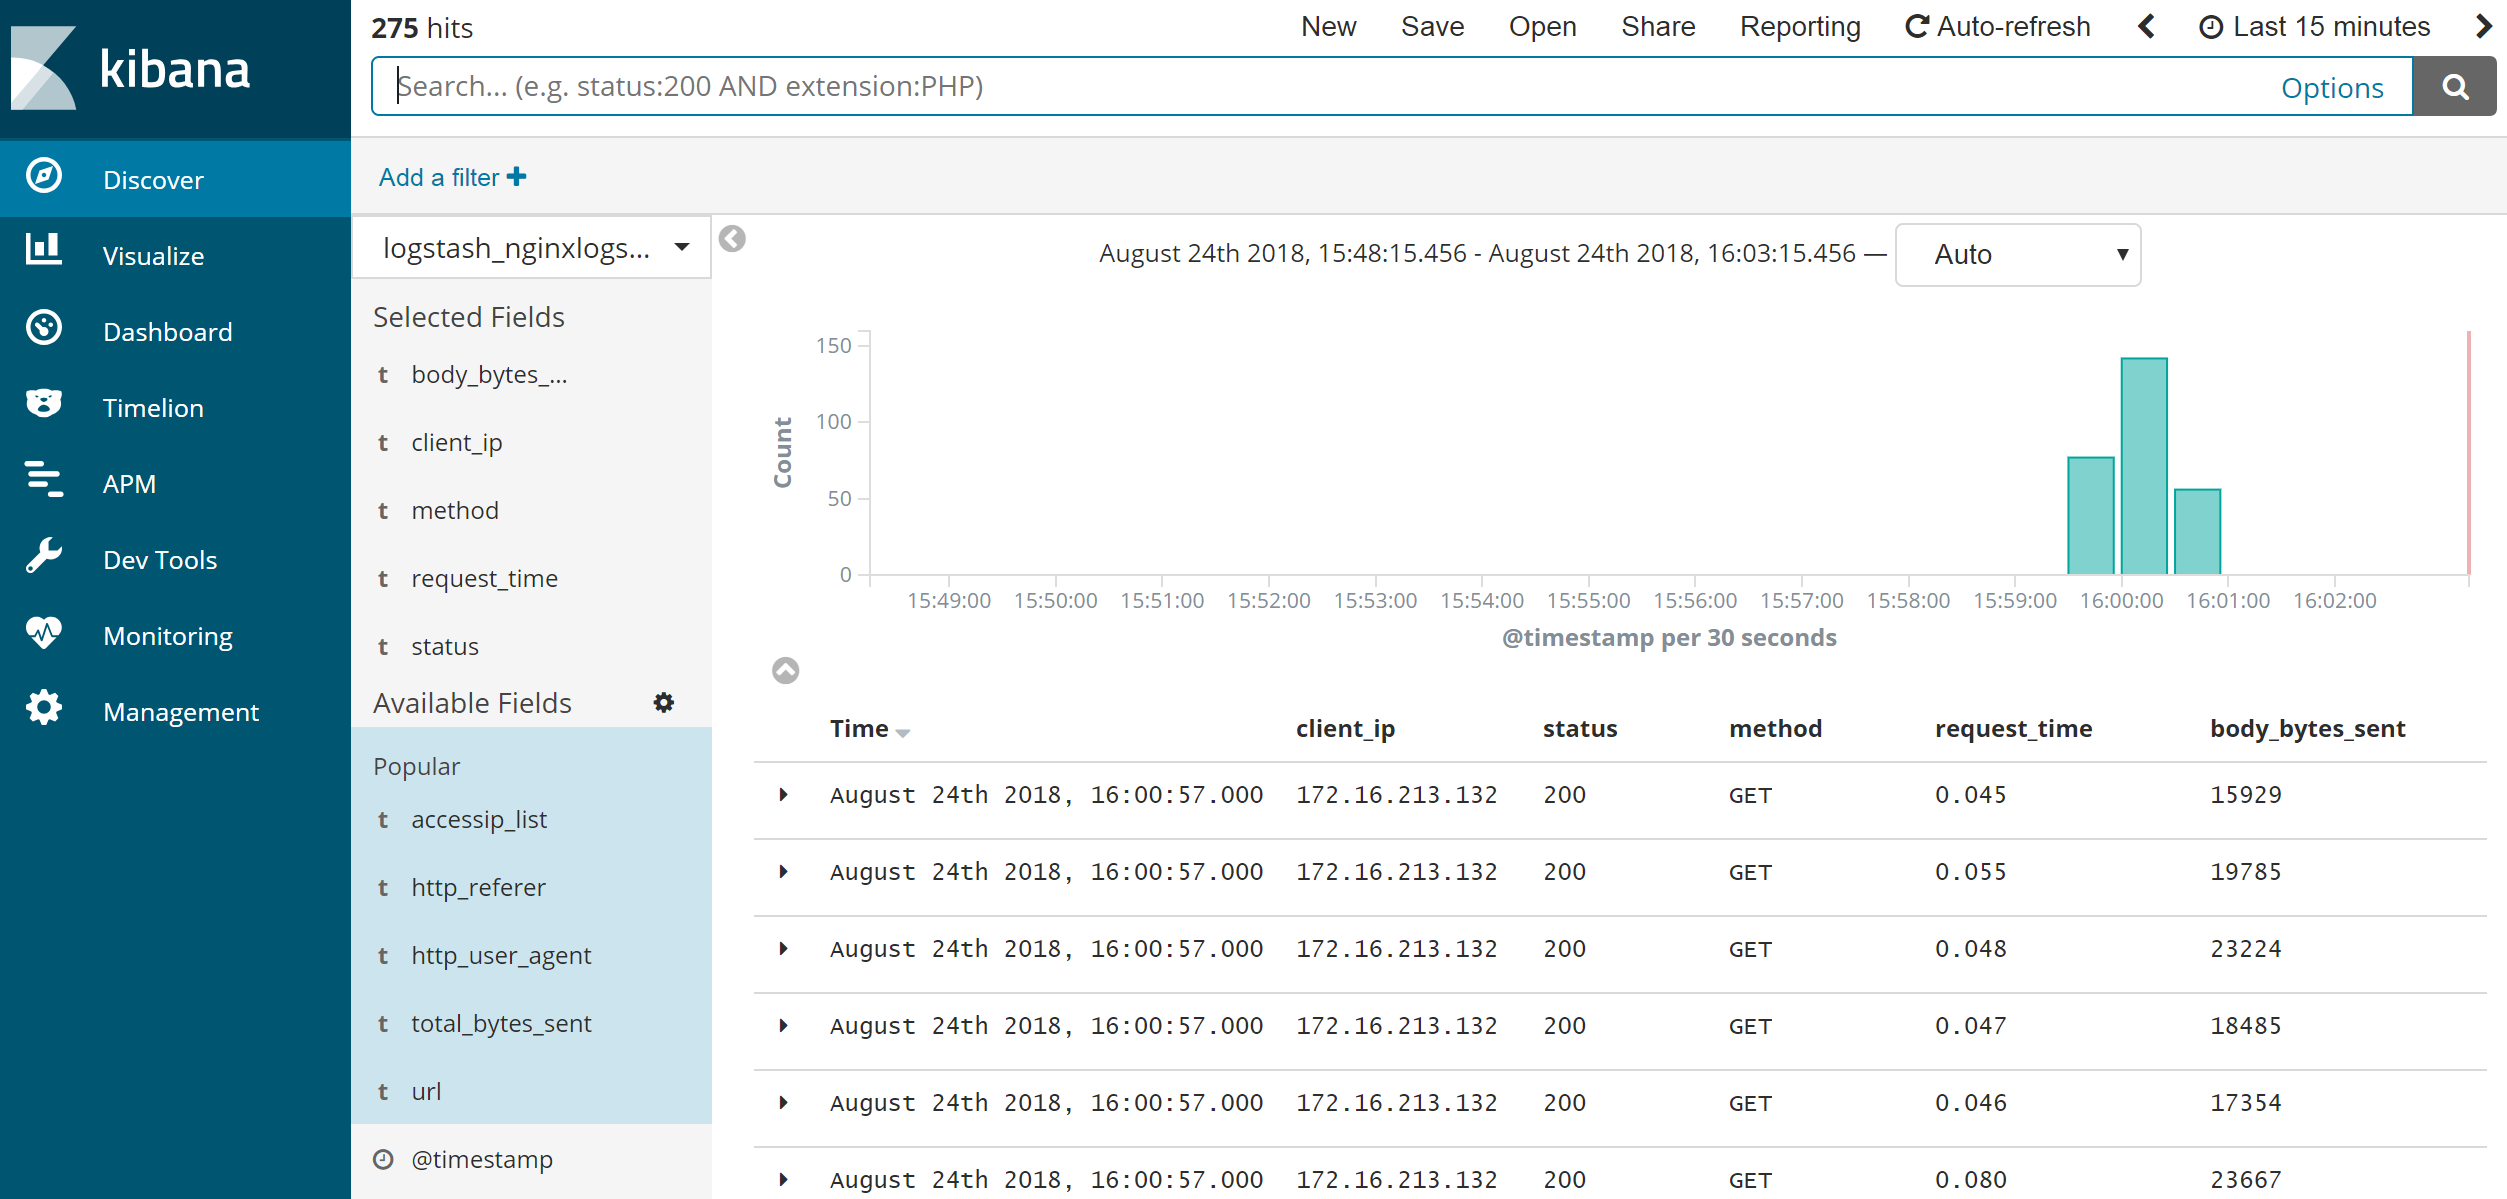 kibana
Discover
Visualize
Dashboard
Timelion
APM
Dev Tools
Monitoring
Management
275 hits
New Save Open Share Reporting Auto-refresh Last 15 minutes
Search... (e.g. status:200 AND extension:PHP) Options
Add a filter
logstash_nginxlogs...
Selected Fields
t body_bytes_...
t client_ip
t method
t request_time
t status
Available Fields
Popular
t accessip_list
t http_referer
t http_user_agent
t total_bytes_sent
t url
@timestamp
August 24th 2018, 15:48:15.456 - August 24th 2018, 16:03:15.456 — Auto
Count
150
100
50
0
15:49:00 15:50:00 15:51:00 15:52:00 15:53:00 15:54:00 15:55:00 15:56:00 15:57:00 15:58:00 15:59:00 16:00:00 16:01:00 16:02:00
@timestamp per 30 seconds
Time client_ip status method request_time body_bytes_sent
August 24th 2018, 16:00:57.000 172.16.213.132 200 GET 0.045 15929
August 24th 2018, 16:00:57.000 172.16.213.132 200 GET 0.055 19785
August 24th 2018, 16:00:57.000 172.16.213.132 200 GET 0.048 23224
August 24th 2018, 16:00:57.000 172.16.213.132 200 GET 0.047 18485
August 24th 2018, 16:00:57.000 172.16.213.132 200 GET 0.046 17354
August 24th 2018, 16:00:57.000 172.16.213.132 200 GET 0.080 23667